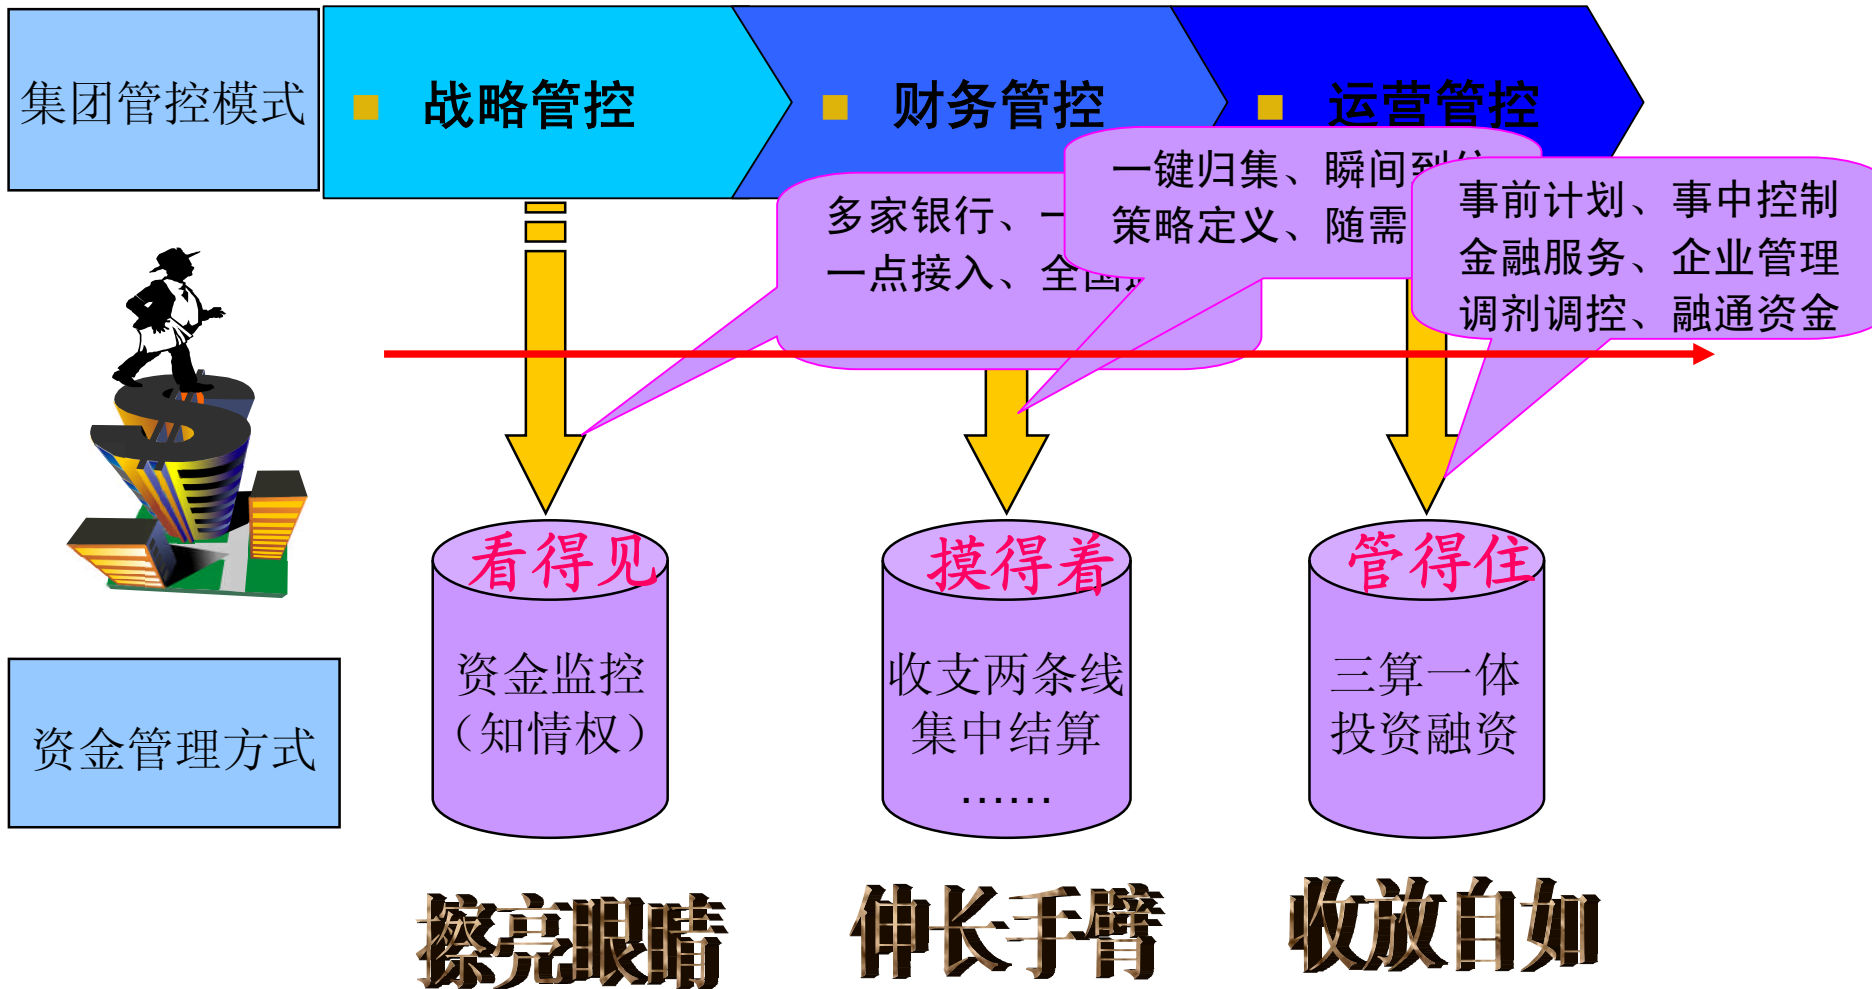 集团管控模式
■ 战略管控
■ 财务管控
■ 运营管控
多家银行、一
一点接入、全国
一键归集、瞬间到
策略定义、随需
事前计划、事中控制
金融服务、企业管理
调剂调控、融通资金
看得见
资金监控
（知情权）
摸得着
收支两条线
集中结算
……
管得住
三算一体
投资融资
资金管理方式
擦亮眼睛
伸长手臂
收放自如